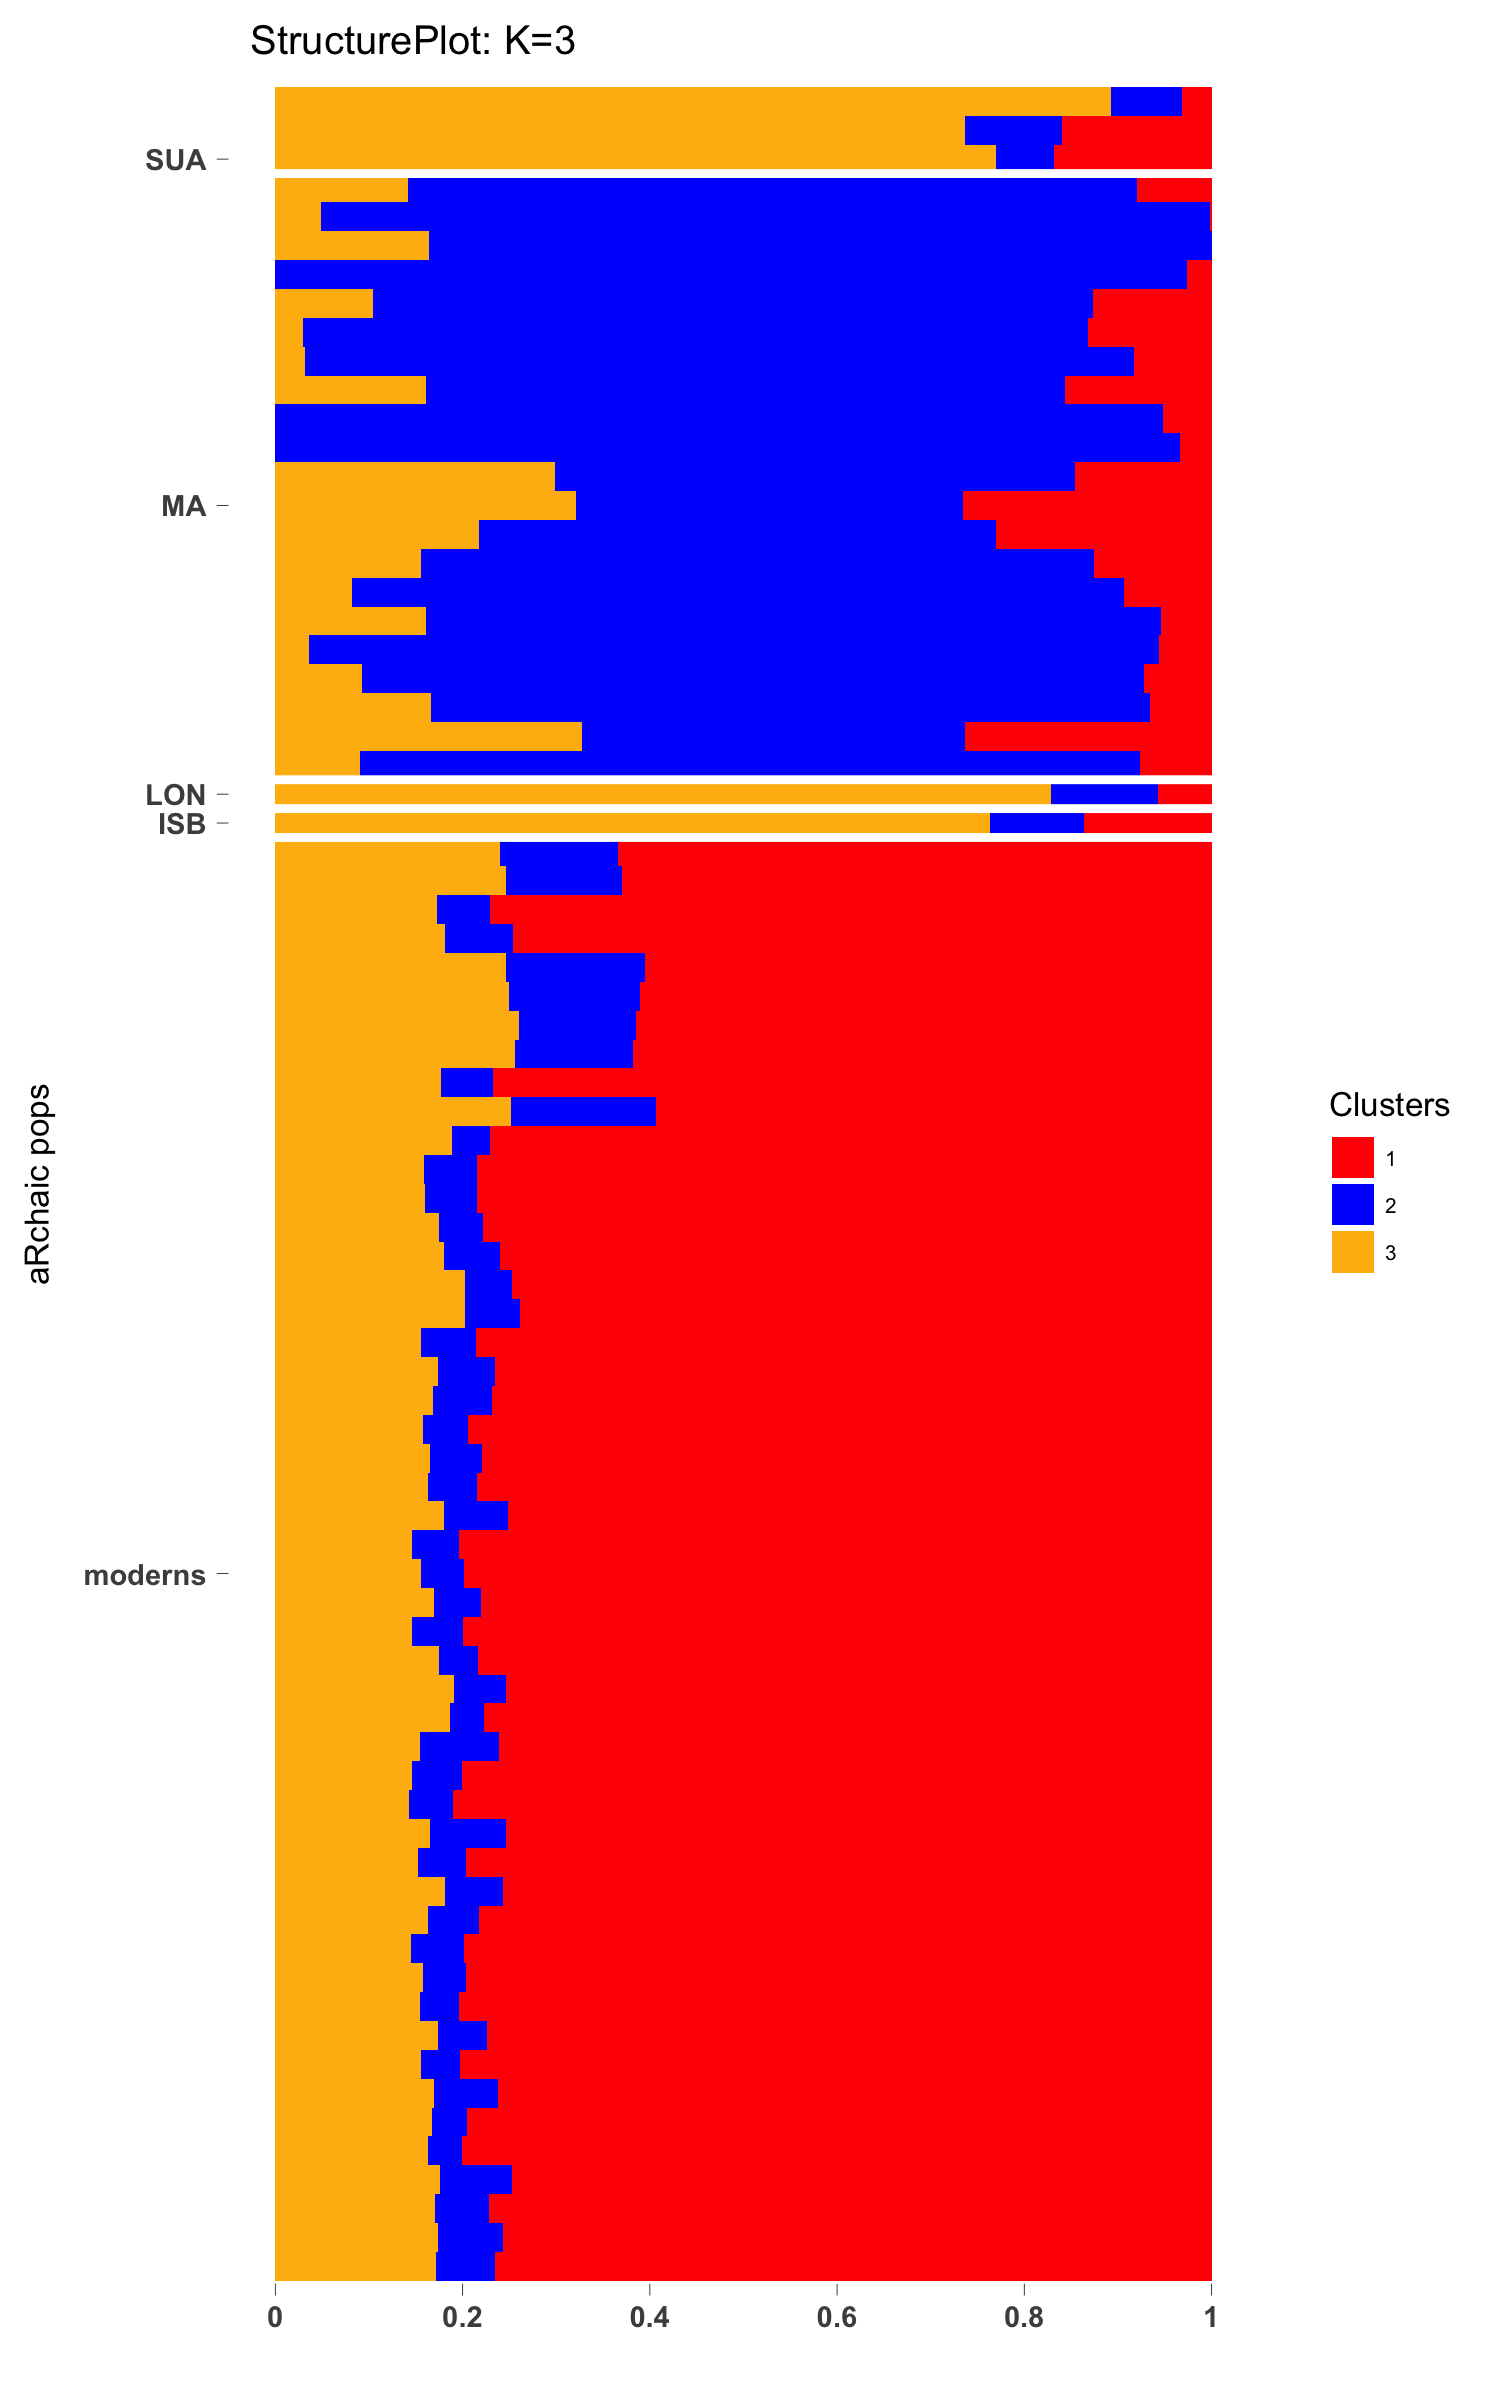 StructurePlot: K=3
SUA
MA
LON
ISB
moderns
aRchaic pops
Clusters
1
2
3
0 0.2 0.4 0.6 0.8 1